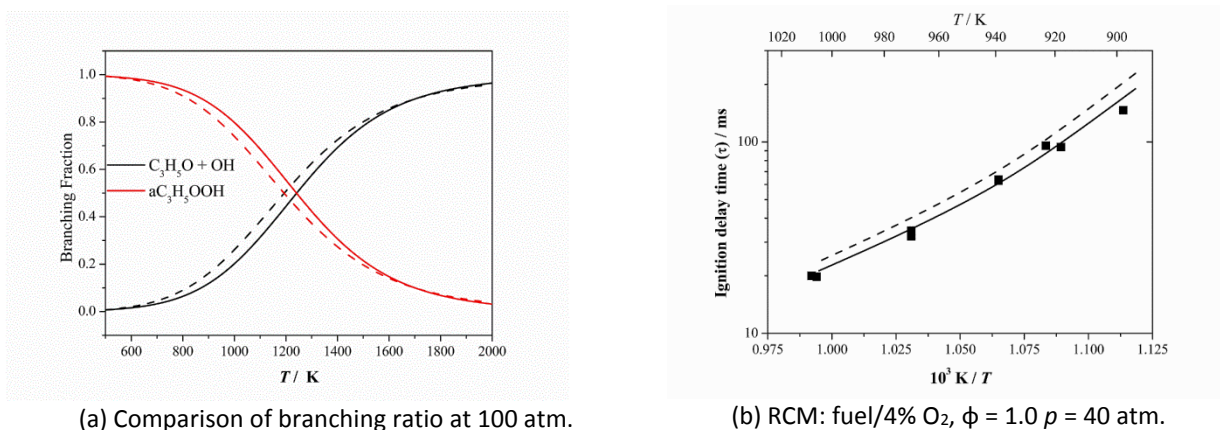 1.0
0.8
0.6
0.4
0.2
0.0
Branching Fraction
C₃H₅O + OH
aC₃H₅OOH
600 800 1000 1200 1400 1600 1800 2000
T / K
(a) Comparison of branching ratio at 100 atm.
T / K
1020 1000 980 960 940 920 900
Ignition delay time (τ) / ms
100
10
0.975 1.000 1.025 1.050 1.075 1.100 1.125
10³ K / T
(b) RCM: fuel/4% O₂, ϕ = 1.0 p = 40 atm.